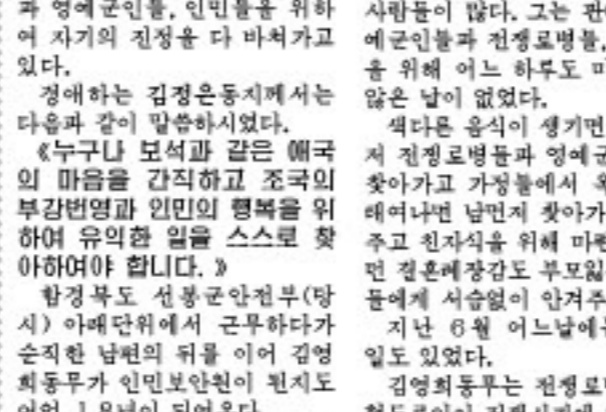 과 영예군인들, 인민들을 위하
여 자기의 진정을 다 바쳐가고
있다.
경애하는 김정은동지께서는
다음과 같이 말씀하시였다.
《누구나 보석과 같은 애국
의 마음을 간직하고 조국의
부강번영과 인민의 행복을 위
하여 유익한 일을 스스로 찾
아하여야 합니다.》
함경북도 선봉군안전부(당
시) 아래단위에서 근무하다가
순직한 남편의 뒤를 이어 김영
희동무가 인민보안원이 된지도
어언 18년이 되여온다.
사람들이 많다. 그는
예군인들과 전쟁로병들,
을 위해 어느 하루도
않은 날이 없었다.
색다른 음식이 생기면
저 전쟁로병들과 영예군
찾아가고 가정들에서
태여나면 남먼저 찾아가
주고 친자식을 위해 마련
던 결혼례장감도 부모잃
들에게 서슴없이 안겨주
지난 6월 어느날에
일도 있었다.
김영희동무는 전쟁로병